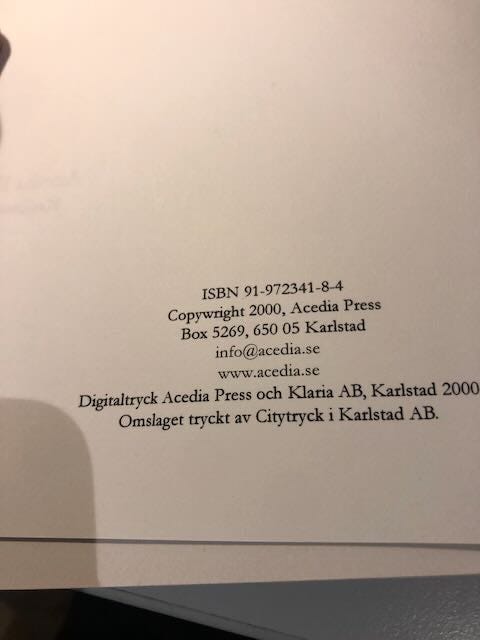 ISBN 91-972341-8-4
Copywright 2000, Acedia Press
Box 5269, 650 05 Karlstad
info@acedia.se
www.acedia.se
Digitaltryck Acedia Press och Klaria AB, Karlstad 2000
Omslaget tryckt av Citytryck i Karlstad AB.